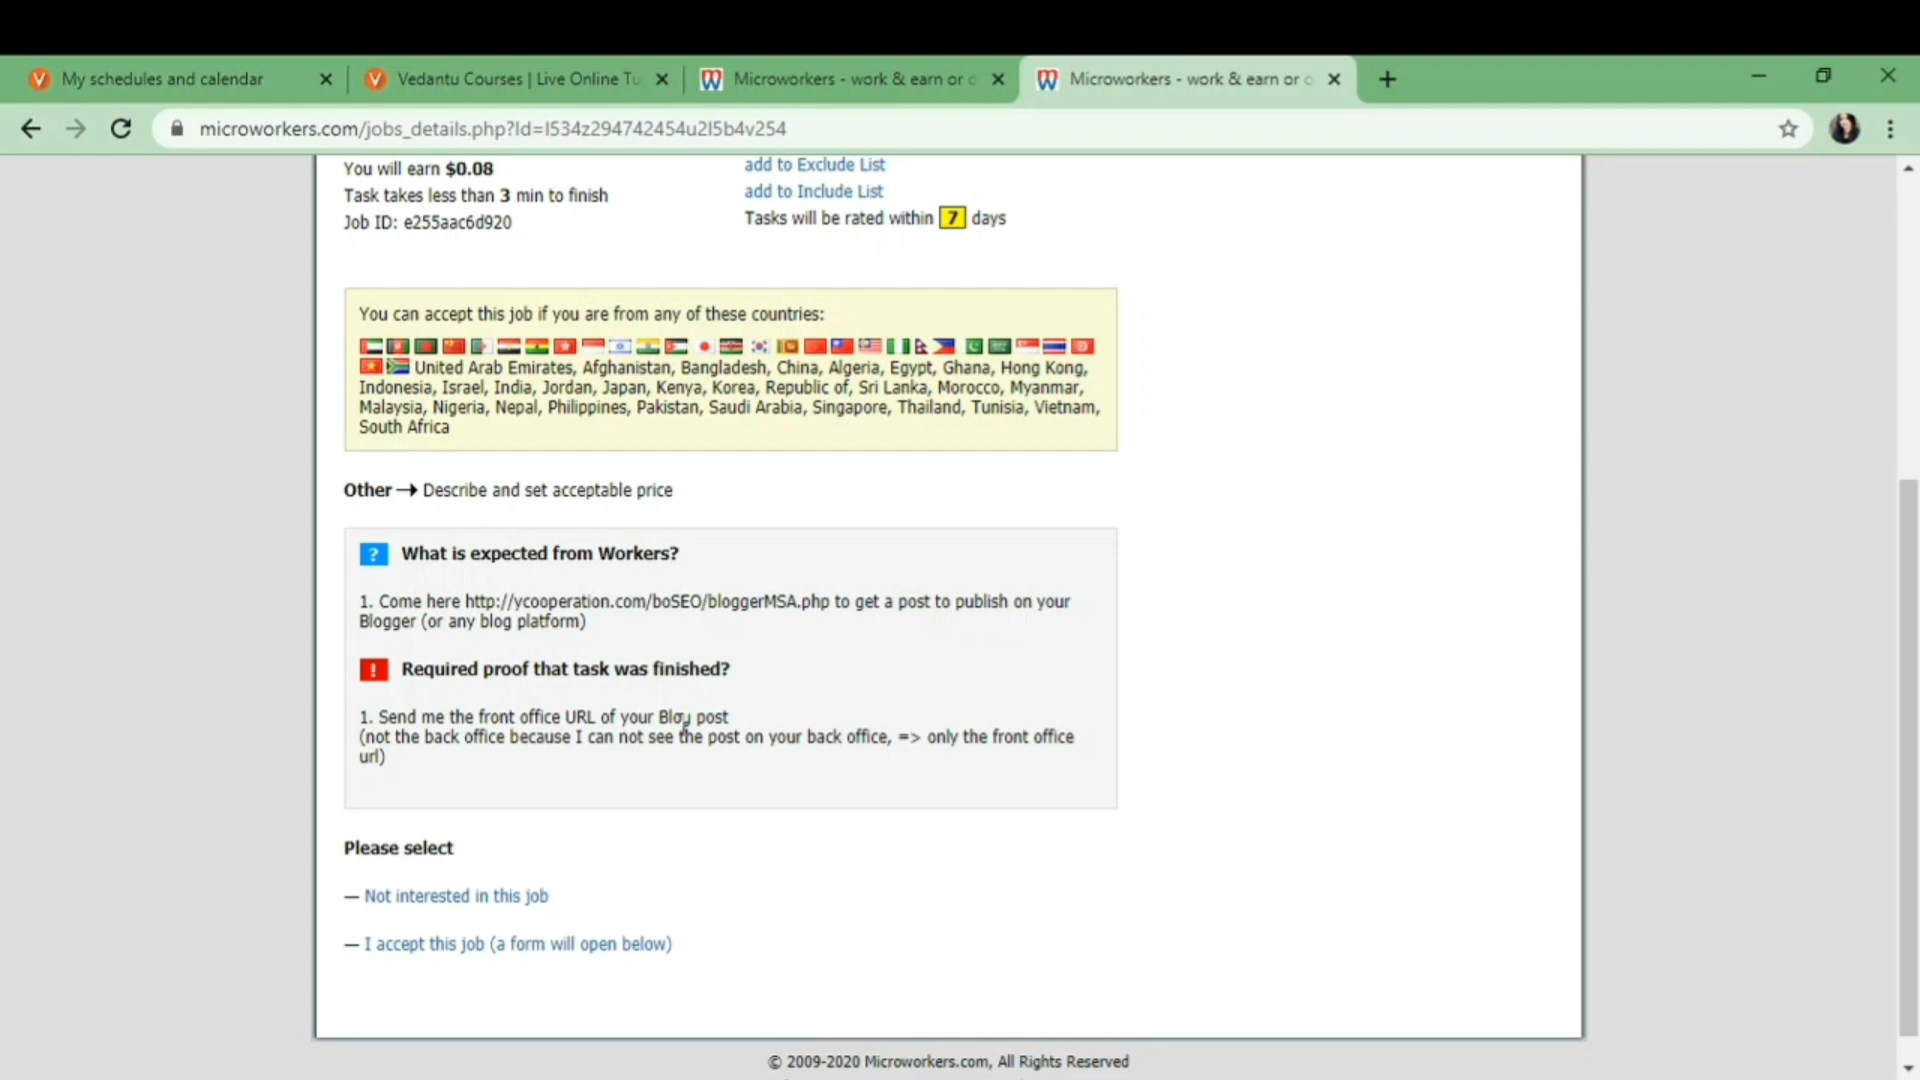 My schedules and calendar
Vedantu Courses | Live Online Tu
Microworkers - work & earn or o
Microworkers - work & earn or o
microworkers.com/jobs_details.php?Id=
You will earn $0.08
Task takes less than 3 min to finish
Job ID: e255aac6d920
add to Exclude List
add to Include List
Tasks will be rated within 7 days
You can accept this job if you are from any of these countries:
United Arab Emirates, Afghanistan, Bangladesh, China, Algeria, Egypt, Ghana, Hong Kong,
Indonesia, Israel, India, Jordan, Japan, Kenya, Korea, Republic of, Sri Lanka, Morocco, Myanmar,
Malaysia, Nigeria, Nepal, Philippines, Pakistan, Saudi Arabia, Singapore, Thailand, Tunisia, Vietnam,
South Africa
Other → Describe and set acceptable price
? What is expected from Workers?
1. Come here http://ycooperation.com/boSEO/bloggerMSA.php to get a post to publish on your
Blogger (or any blog platform)
! Required proof that task was finished?
1. Send me the front office URL of your Blog post
(not the back office because I can not see the post on your back office, => only the front office
url)
Please select
— Not interested in this job
— I accept this job (a form will open below)
© 2009-2020 Microworkers.com, All Rights Reserved